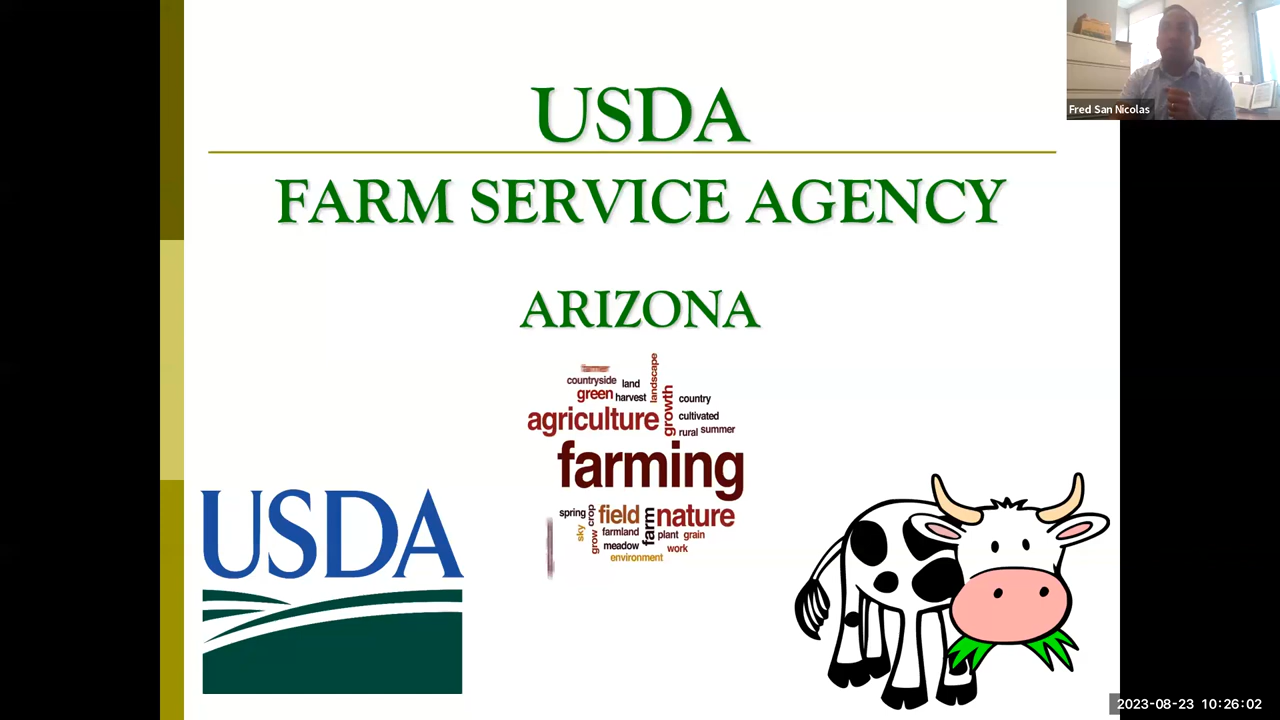 USDA
FARM SERVICE AGENCY
ARIZONA
Fred San Nicolas
landscape
countryside land
green harvest
growth
country
agriculture
cultivated
rural summer
farming
spring
crop
field
farm
nature
sky
grow
farmland
plant grain
meadow
work
environment
USDA
2023-08-23 10:26:02